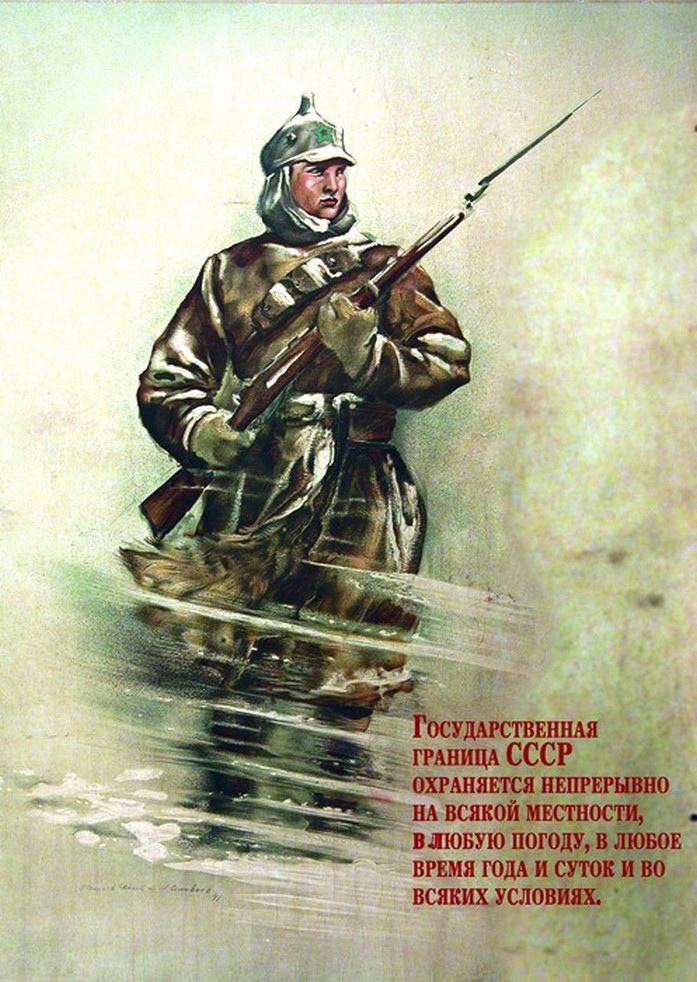 Государственная
граница СССР
охраняется непрерывно
на всякой местности,
в любую погоду, в любое
время года и суток и во
всяких условиях.